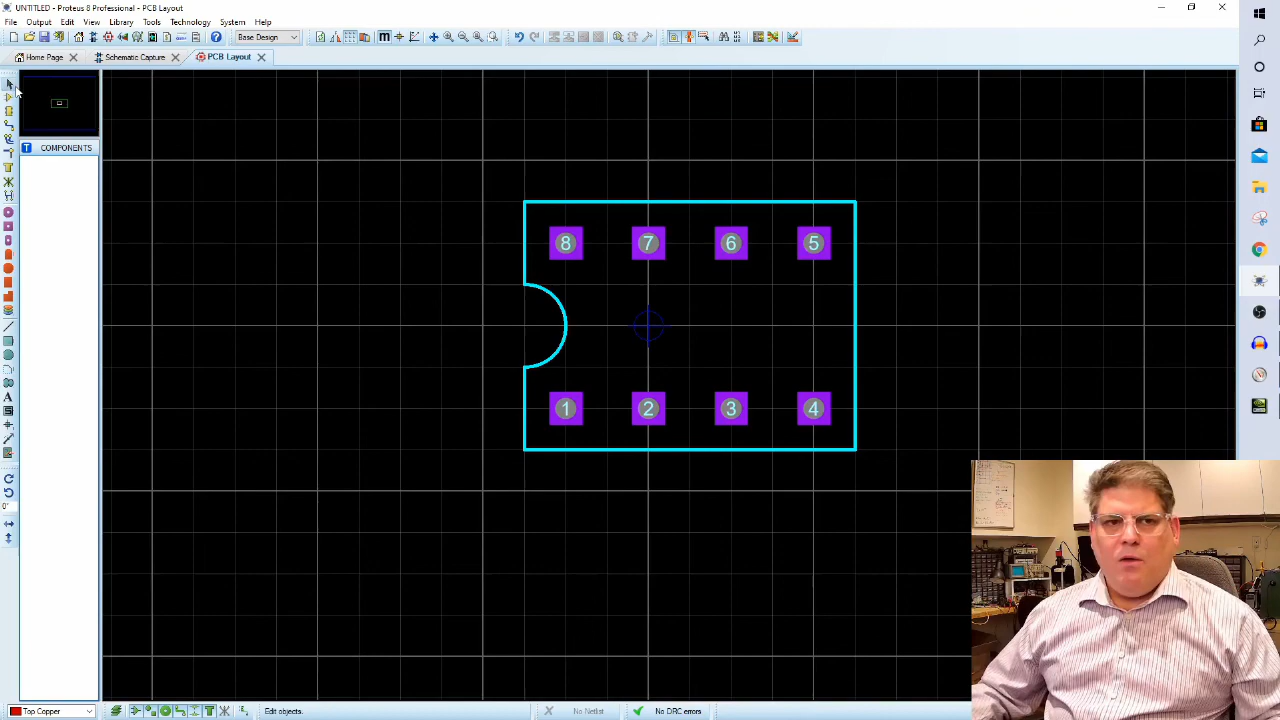 UNTITLED - Proteus 8 Professional - PCB Layout
File Output Edit View Library Tools Technology System Help
Base Design
Home Page Schematic Capture PCB Layout
T COMPONENTS
8 7 6 5
1 2 3 4
0°
Top Copper Edit objects. No Netlist No DRC errors